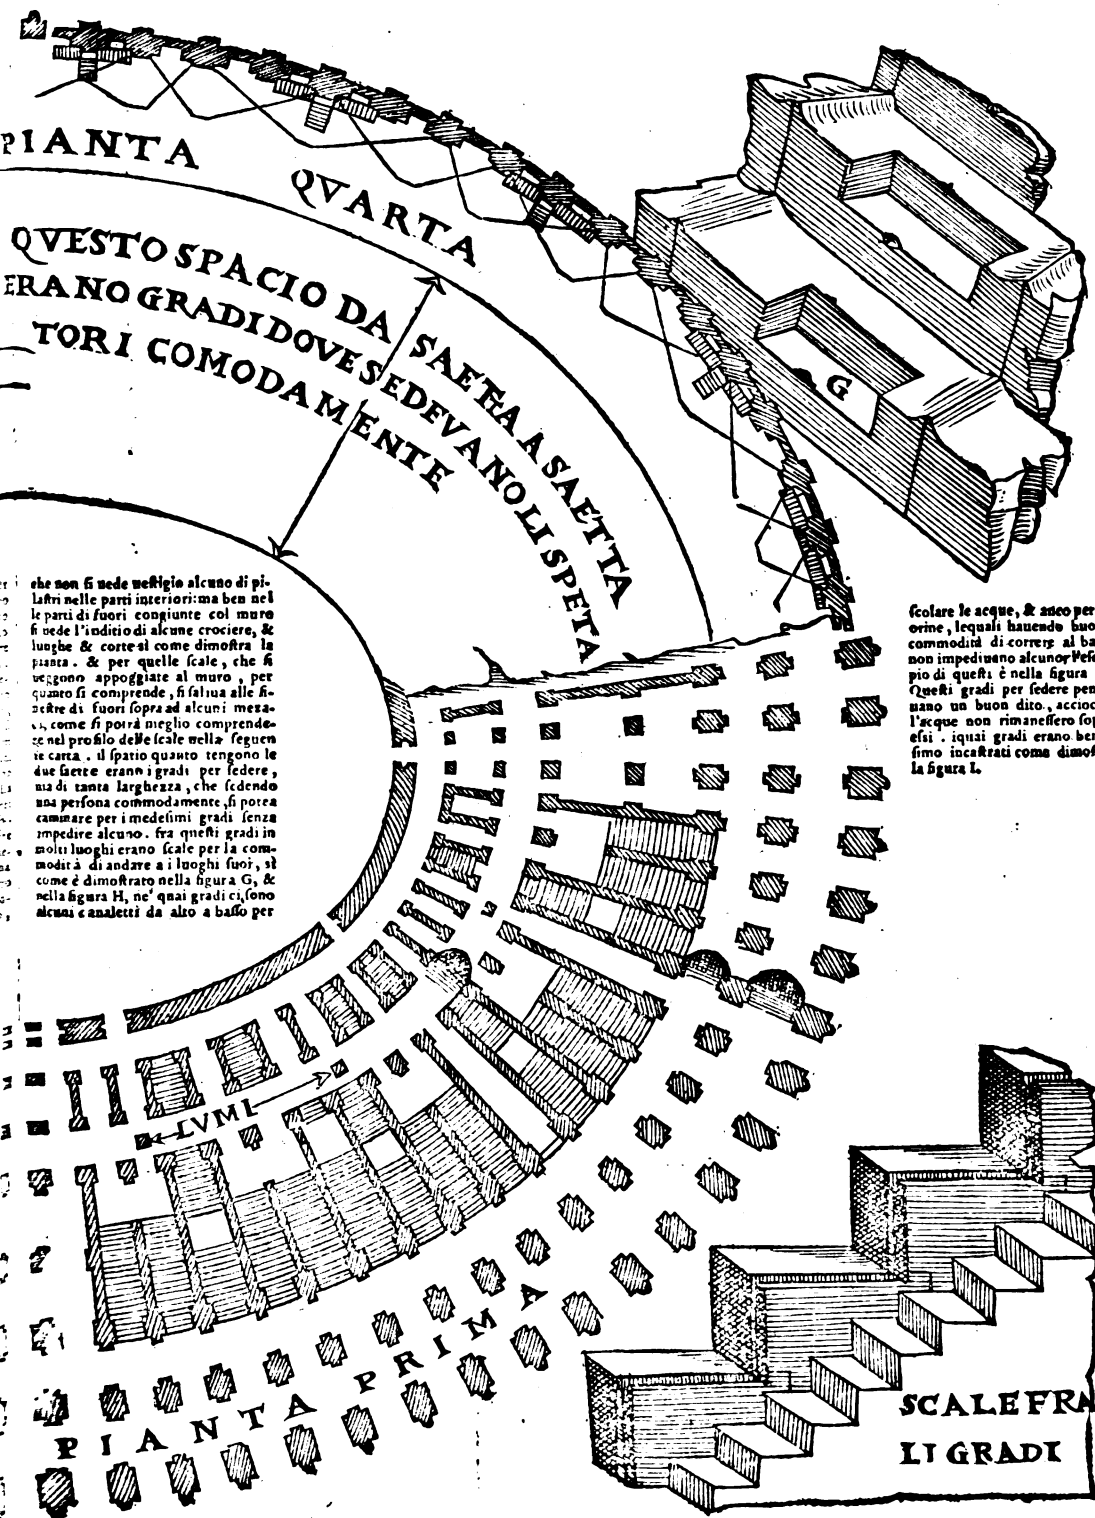 PIANTA QVARTA
QVESTO SPACIO DA SAETTA A SAETTA
ERANO GRADI DOVE SEDEVANO LI SPETA
TORI COMODAMENTE
G
che non si uede uestigio alcuno di pi-
lastri nelle parti interiori: ma ben nel
le parti di fuori congiunte col muro
si uede l'inditio di alcune crociere, &
lunghe & corte sì come dimostra la
pianta. & per quelle scale, che si
ueggono appoggiate al muro, per
quanto si comprende, si saliua alle fi-
nestre di fuori sopra ad alcuni meza-
come si potrà meglio comprende-
re nel profilo delle scale nella seguen
te carta. il spatio quanto tengono le
due saette erano i gradi per sedere,
ma di tanta larghezza, che sedendo
una persona commodamente, si potea
caminare per i medesimi gradi senza
impedire alcuno. fra questi gradi in
molti luoghi erano scale per la com-
modità di andare a i luoghi suoi, sì
come è dimostrato nella figura G, &
nella figura H, ne' quai gradi ci sono
alcuni canaletti da alto a basso per
scolare le acque, & anco per
orine, lequali hauendo buo
commodità di correre al ba
non impediuano alcuno. l'ese
pio di questi è nella figura
Questi gradi per sedere pen
uano un buon dito, accioc
l'acque non rimanessero sop
essi. iquai gradi erano ben
simo incastrati come dimost
la figura I.
LVMI
PIANTA PRIMA
SCALE FRA
LI GRADI